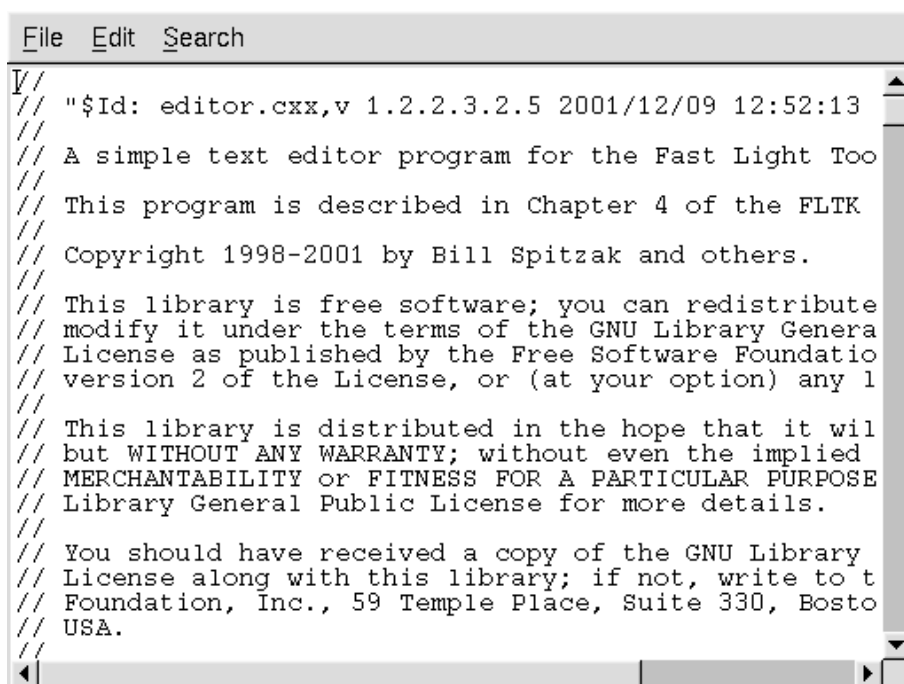 File Edit Search
//
// "$Id: editor.cxx,v 1.2.2.3.2.5 2001/12/09 12:52:13
//
// A simple text editor program for the Fast Light Too
//
// This program is described in Chapter 4 of the FLTK
//
// Copyright 1998-2001 by Bill Spitzak and others.
//
// This library is free software; you can redistribute
// modify it under the terms of the GNU Library Genera
// License as published by the Free Software Foundatio
// version 2 of the License, or (at your option) any l
//
// This library is distributed in the hope that it wil
// but WITHOUT ANY WARRANTY; without even the implied
// MERCHANTABILITY or FITNESS FOR A PARTICULAR PURPOSE
// Library General Public License for more details.
//
// You should have received a copy of the GNU Library
// License along with this library; if not, write to t
// Foundation, Inc., 59 Temple Place, Suite 330, Bosto
// USA.
//